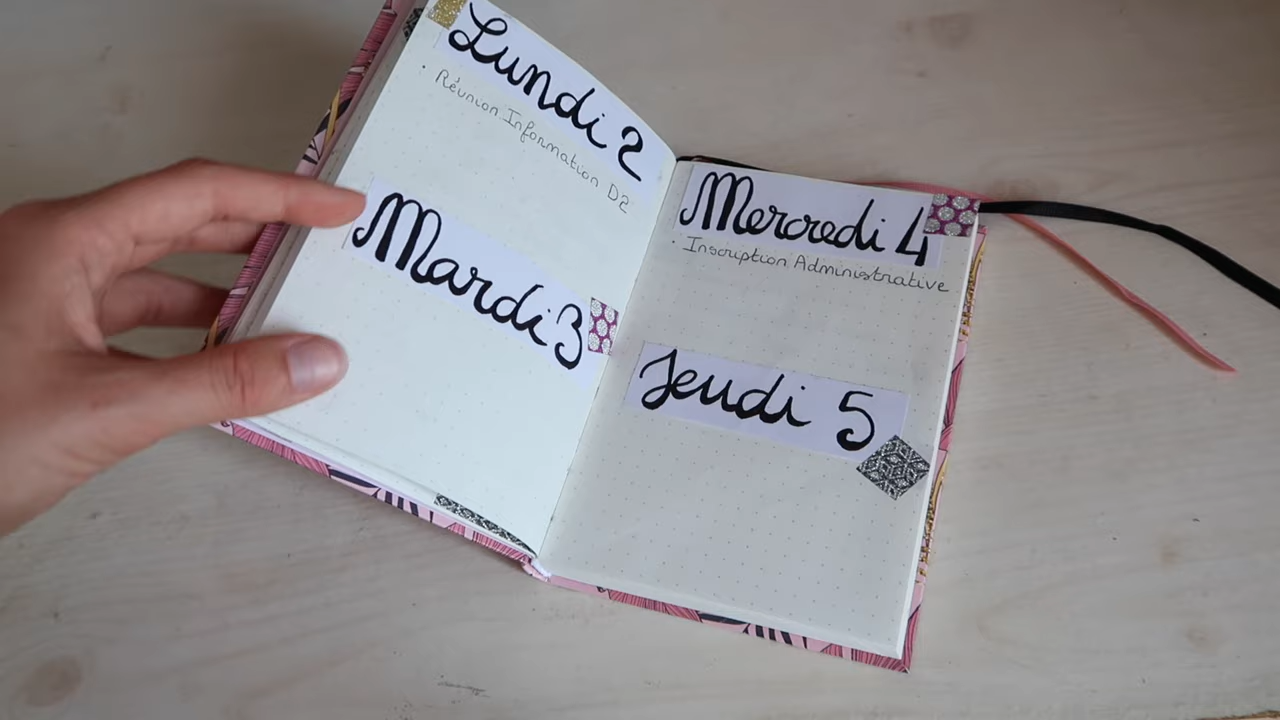 Lundi 2
· Réunion Information D2
Mardi 3
Mercredi 4
· Inscription Administrative
Jeudi 5